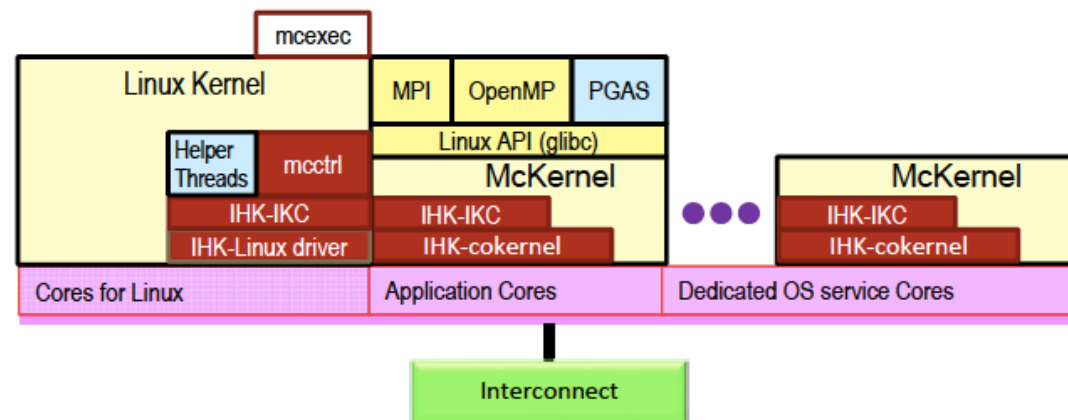 mcexec
Linux Kernel
MPI
OpenMP
PGAS
Linux API (glibc)
Helper
Threads
mcctrl
McKernel
McKernel
IHK-IKC
IHK-IKC
IHK-IKC
IHK-Linux driver
IHK-cokernel
IHK-cokernel
Cores for Linux
Application Cores
Dedicated OS service Cores
Interconnect